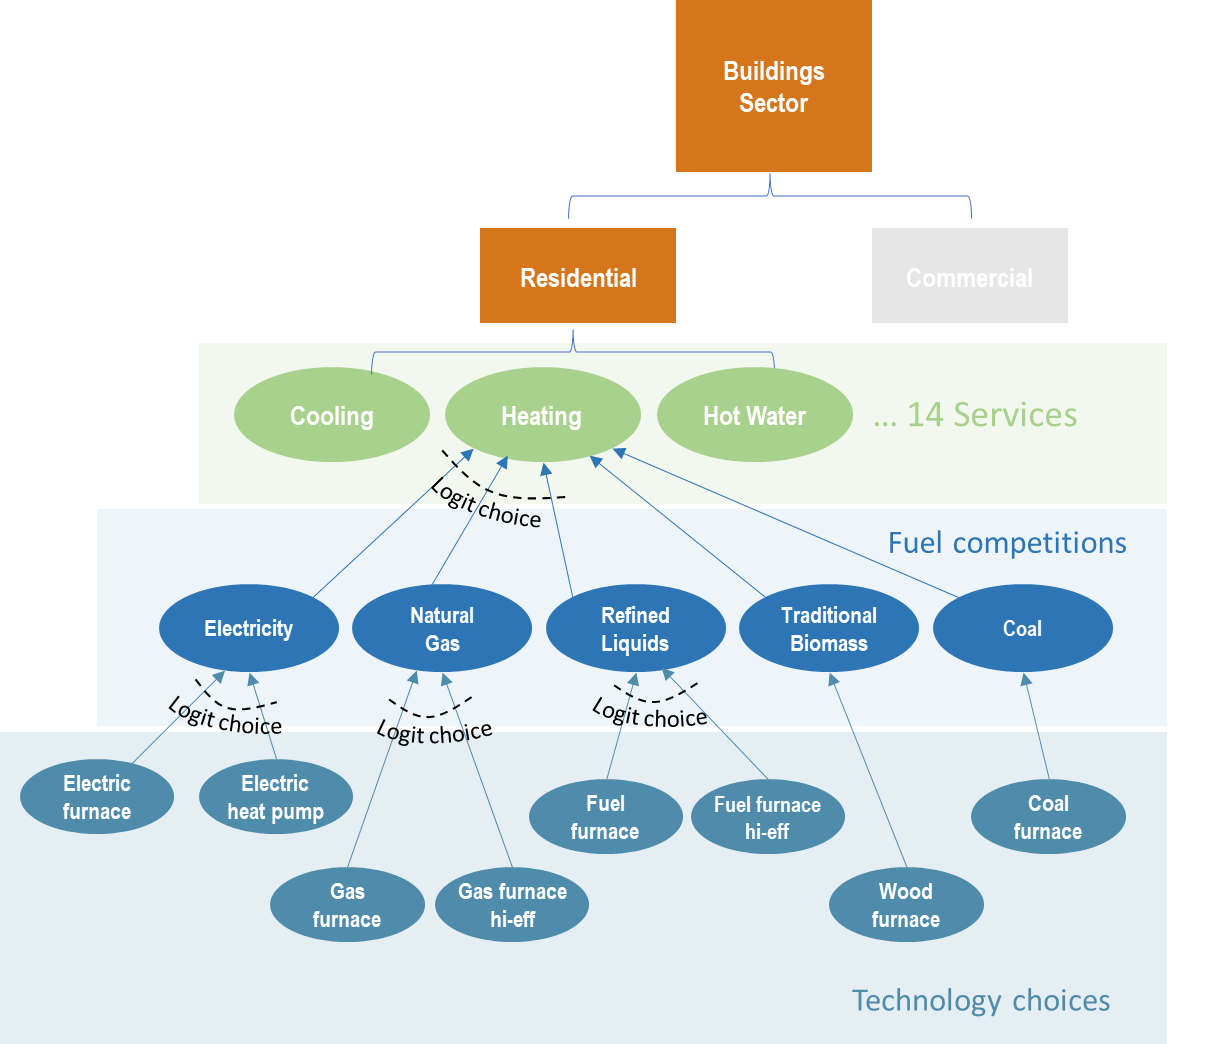 Buildings
Sector
Residential
Commercial
Cooling
Heating
Hot Water
... 14 Services
Logit choice
Fuel competitions
Electricity
Natural
Gas
Refined
Liquids
Traditional
Biomass
Coal
Logit choice
Logit choice
Logit choice
Electric
furnace
Electric
heat pump
Fuel
furnace
Fuel furnace
hi-eff
Coal
furnace
Gas
furnace
Gas furnace
hi-eff
Wood
furnace
Technology choices